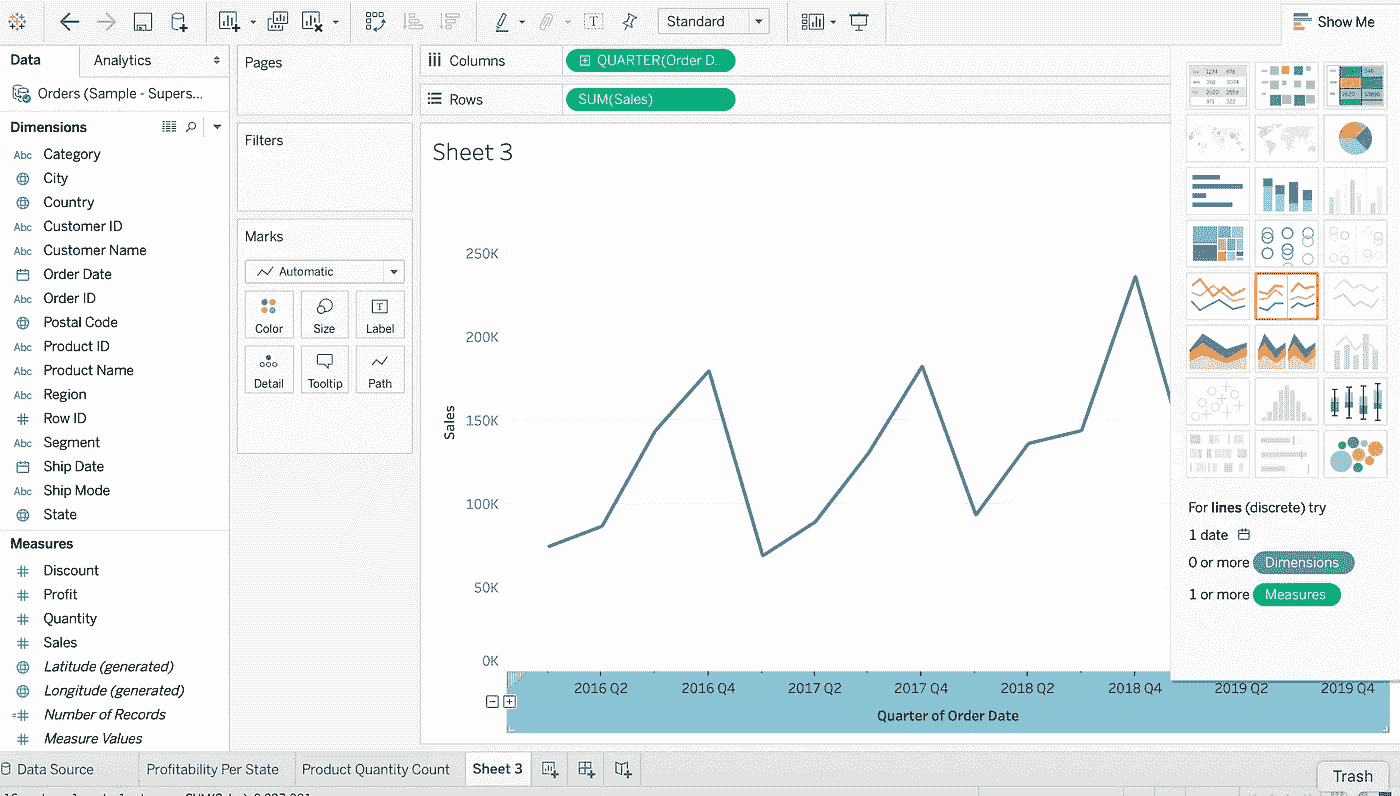 Standard
Show Me
Data
Analytics
Pages
Columns
QUARTER(Order D..
Orders (Sample - Supers...
Rows
SUM(Sales)
Dimensions
Filters
Sheet 3
Abc Category
City
Country
Abc Customer ID
Abc Customer Name
Order Date
Abc Order ID
Postal Code
Abc Product ID
Abc Product Name
Abc Region
Row ID
Abc Segment
Ship Date
Abc Ship Mode
State
Measures
Discount
Profit
Quantity
Sales
Latitude (generated)
Longitude (generated)
Number of Records
Measure Values
Marks
Automatic
Color
Size
Label
Detail
Tooltip
Path
Sales
250K
200K
150K
100K
50K
0K
2016 Q2
2016 Q4
2017 Q2
2017 Q4
2018 Q2
2018 Q4
2019 Q2
2019 Q4
Quarter of Order Date
For lines (discrete) try
1 date
0 or more Dimensions
1 or more Measures
Data Source
Profitability Per State
Product Quantity Count
Sheet 3
Trash